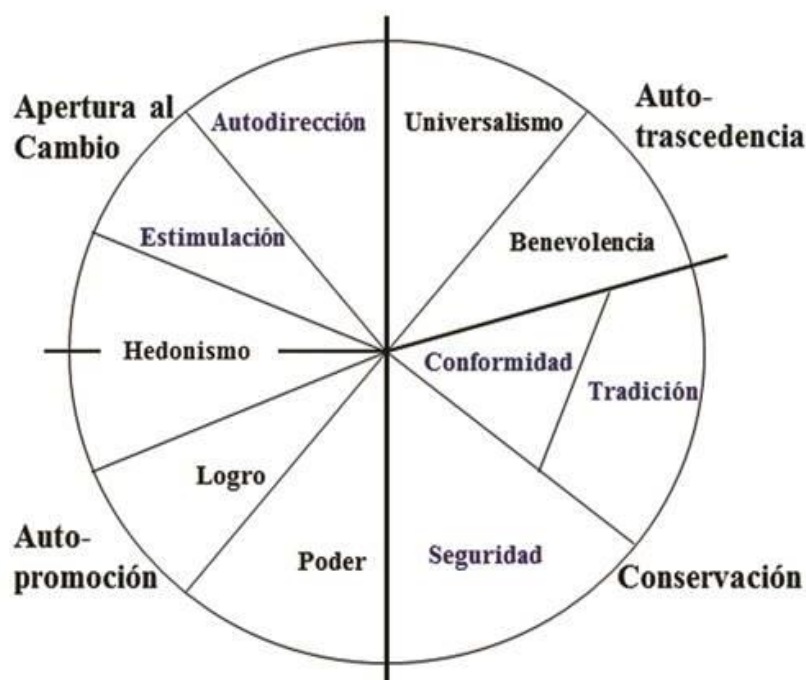 Apertura al
Cambio
Autodirección
Universalismo
Auto-
trascedencia
Estimulación
Benevolencia
Hedonismo
Conformidad
Tradición
Logro
Auto-
promoción
Poder
Seguridad
Conservación